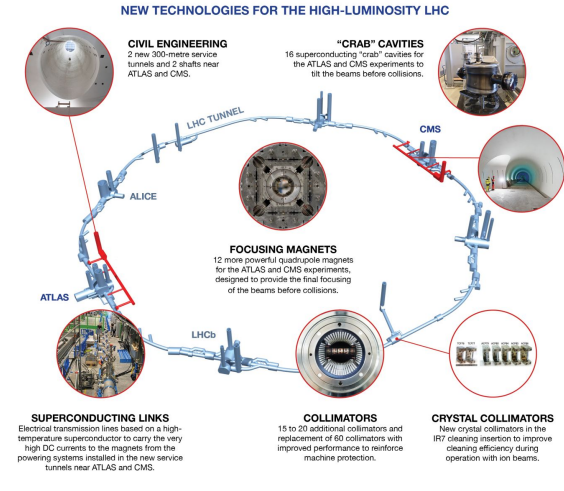 NEW TECHNOLOGIES FOR THE HIGH-LUMINOSITY LHC
CIVIL ENGINEERING
2 new 300-metre service
tunnels and 2 shafts near
ATLAS and CMS.
“CRAB” CAVITIES
16 superconducting “crab” cavities for
the ATLAS and CMS experiments to
tilt the beams before collisions.
LHC TUNNEL
CMS
ALICE
FOCUSING MAGNETS
12 more powerful quadrupole magnets
for the ATLAS and CMS experiments,
designed to provide the final focusing
of the beams before collisions.
ATLAS
LHCb
SUPERCONDUCTING LINKS
Electrical transmission lines based on a high-
temperature superconductor to carry the very
high DC currents to the magnets from the
powering systems installed in the new service
tunnels near ATLAS and CMS.
COLLIMATORS
15 to 20 additional collimators and
replacement of 60 collimators with
improved performance to reinforce
machine protection.
CRYSTAL COLLIMATORS
New crystal collimators in the
IR7 cleaning insertion to improve
cleaning efficiency during
operation with ion beams.